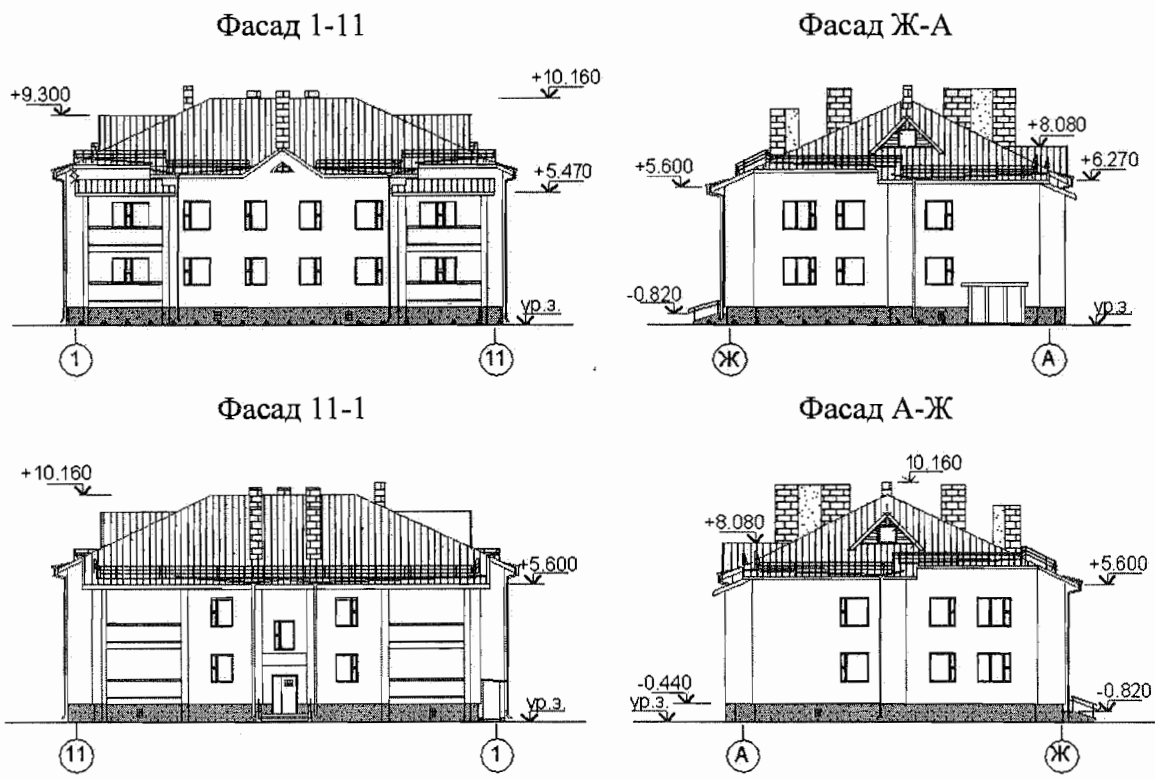 Фасад 1-11
+9.300
+10.160
+5.470
ур.з.
1
11
Фасад Ж-А
+8.080
+5.600
+6.270
-0.820
ур.з.
Ж
А
Фасад 11-1
+10.160
+5.600
ур.з.
11
1
Фасад А-Ж
10.160
+8.080
+5.600
-0.440
ур.з.
-0.820
А
Ж